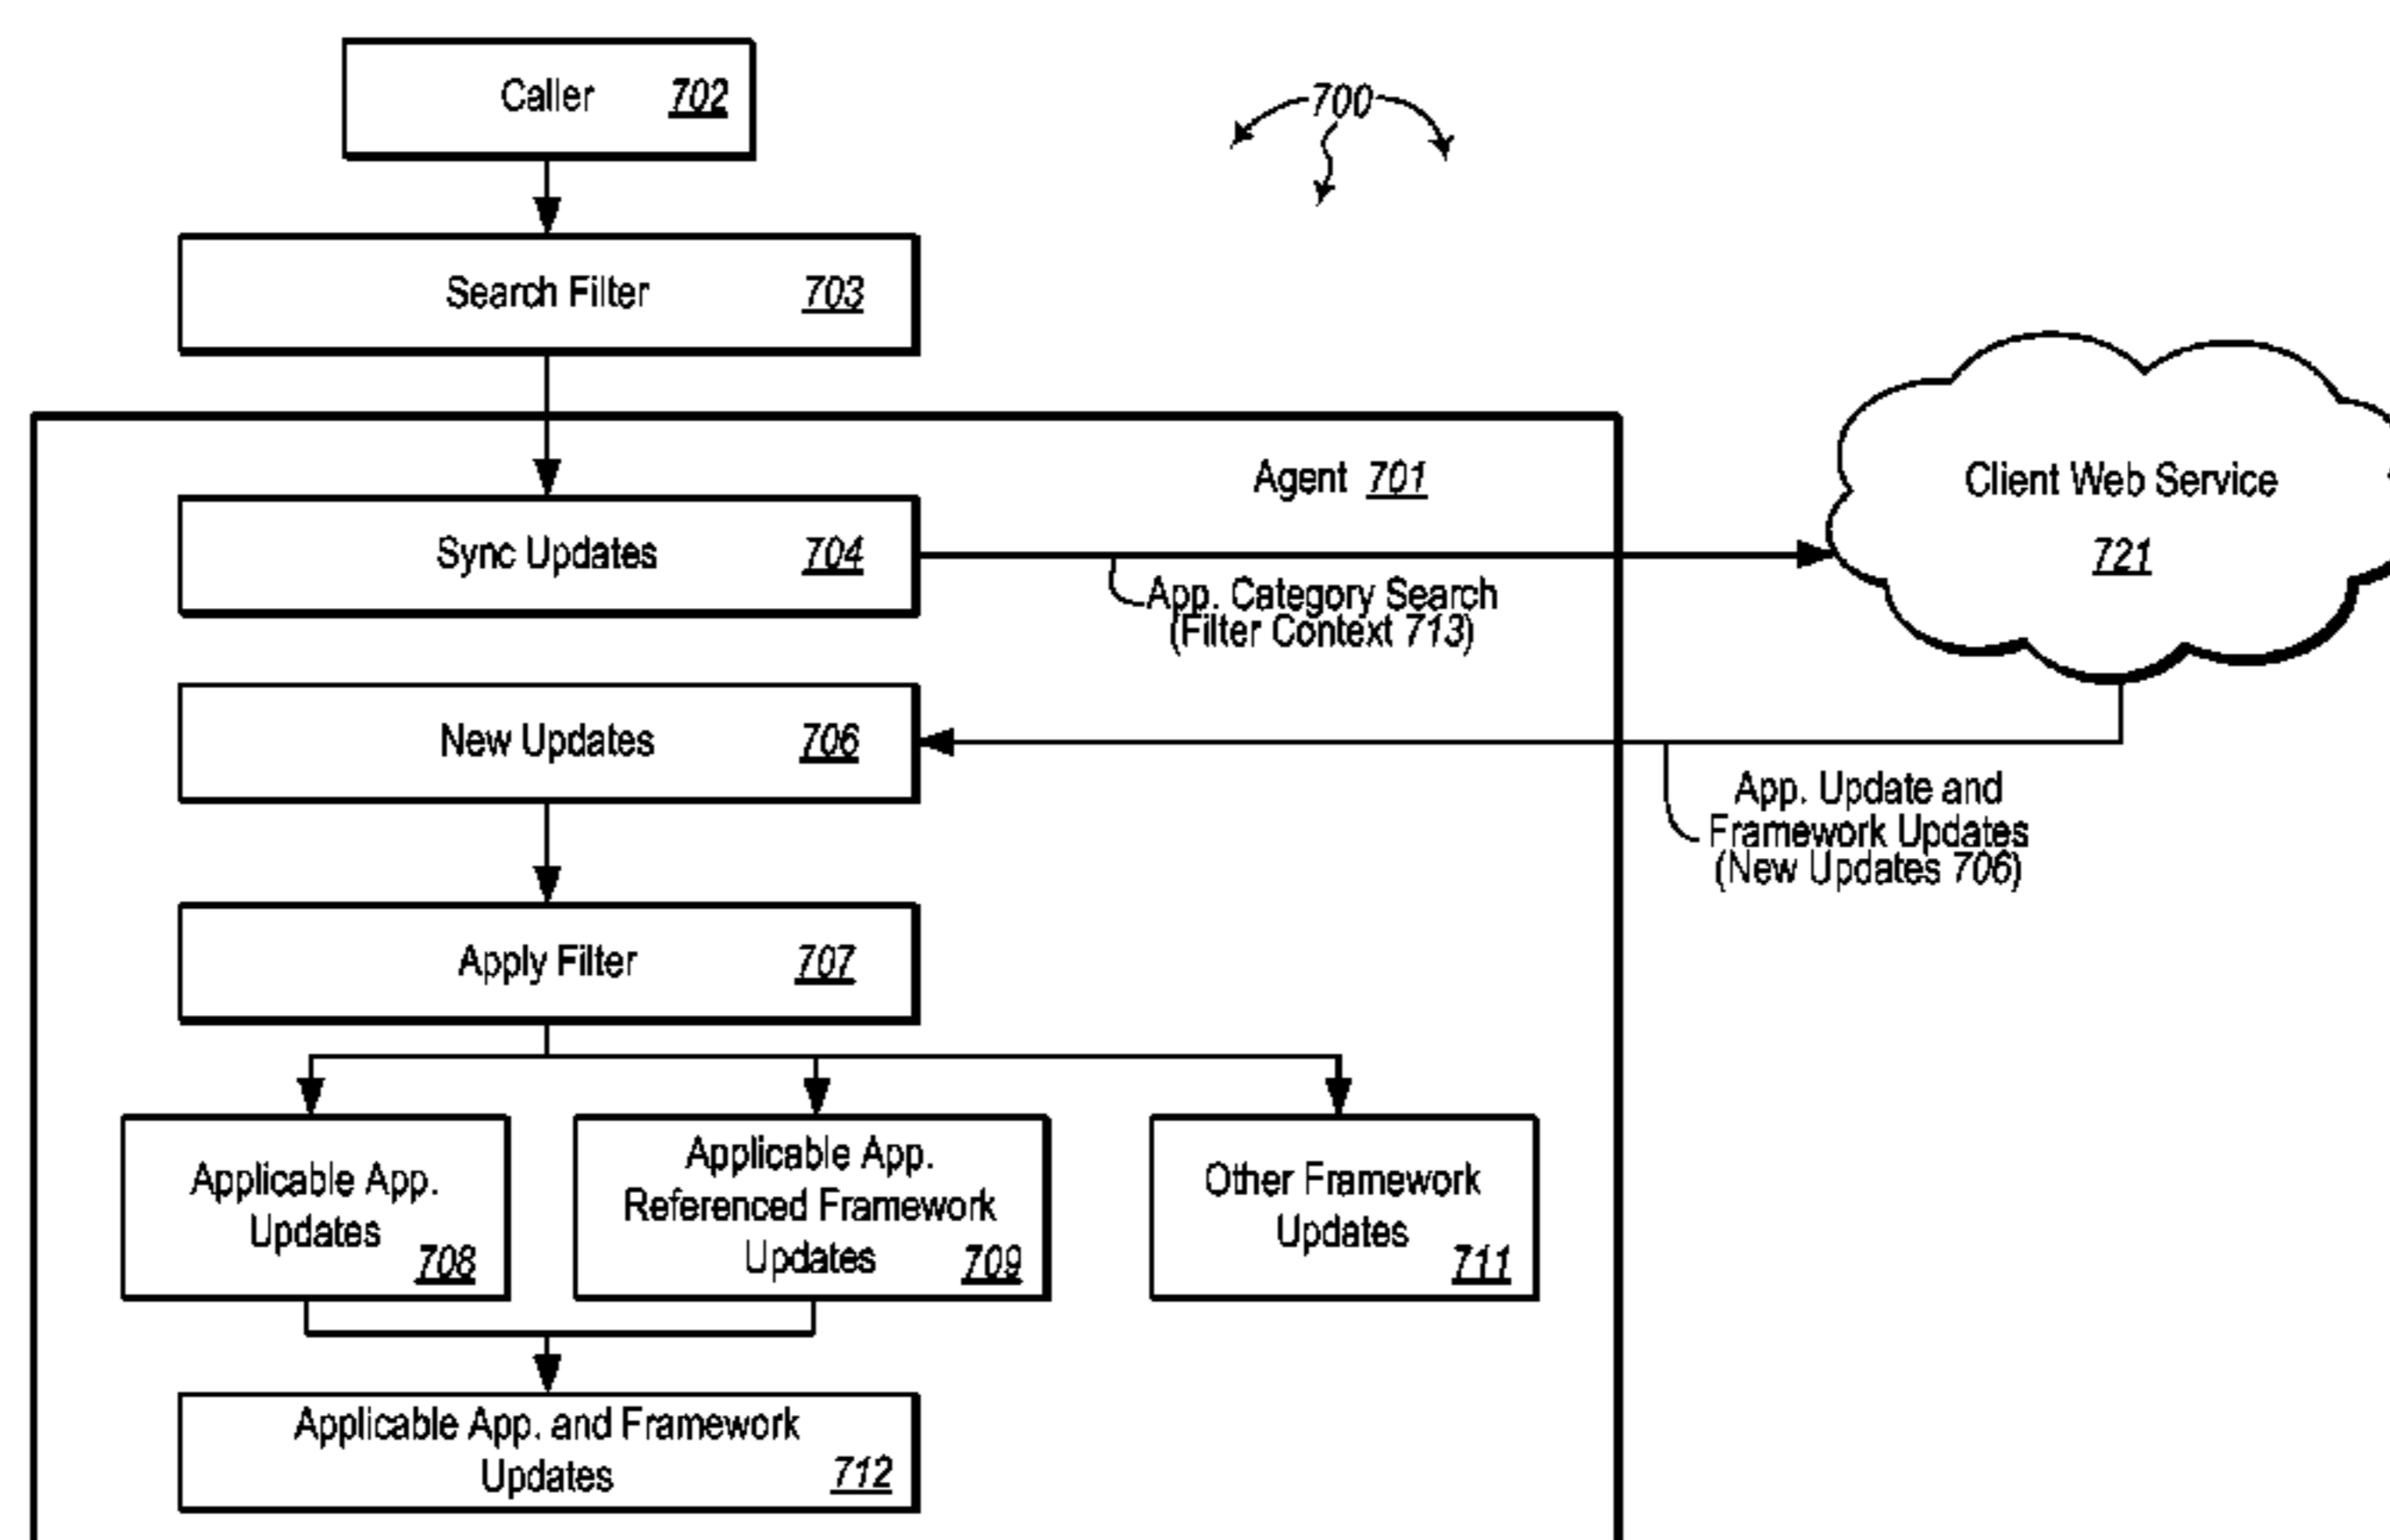 Caller 702
700
Search Filter 703
Agent 701
Client Web Service
721
Sync Updates 704
App. Category Search
(Filter Context 713)
New Updates 706
App. Update and
Framework Updates
(New Updates 706)
Apply Filter 707
Applicable App.
Updates
708
Applicable App.
Referenced Framework
Updates 709
Other Framework
Updates
711
Applicable App. and Framework
Updates 712